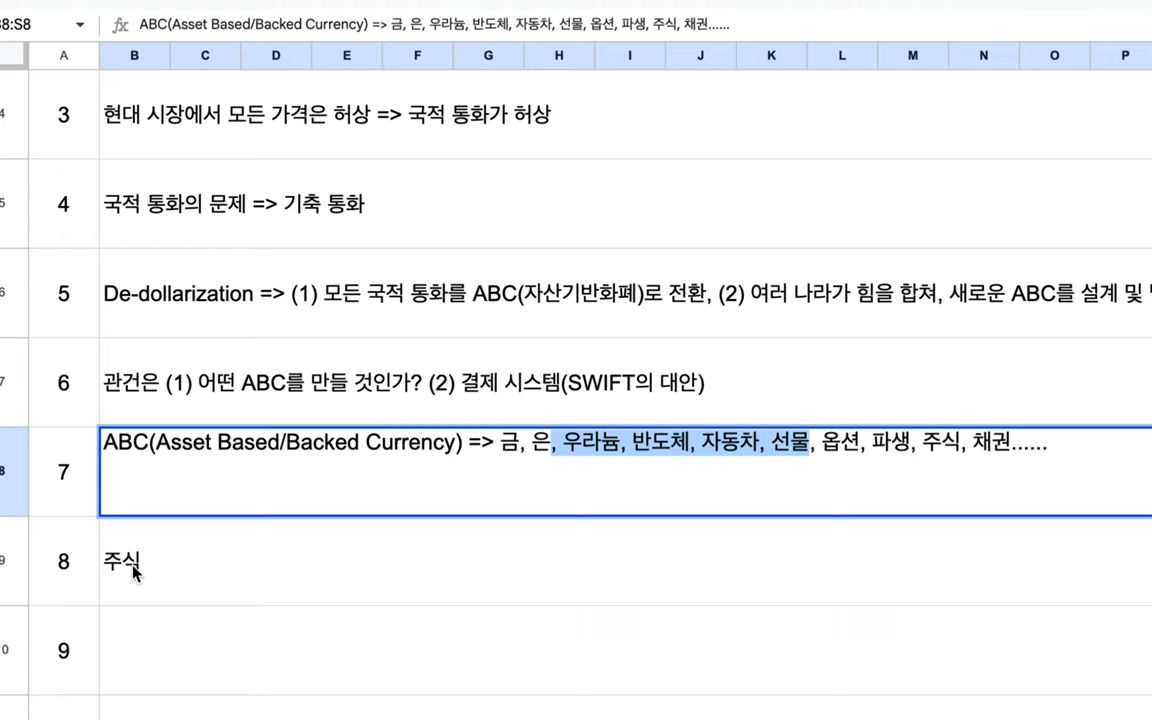 8:S8 fx ABC(Asset Based/Backed Currency) => 금, 은, 우라늄, 반도체, 자동차, 선물, 옵션, 파생, 주식, 채권......
A B C D E F G H I J K L M N O P
4 3 현대 시장에서 모든 가격은 허상 => 국적 통화가 허상
5 4 국적 통화의 문제 => 기축 통화
6 5 De-dollarization => (1) 모든 국적 통화를 ABC(자산기반화폐)로 전환, (2) 여러 나라가 힘을 합쳐, 새로운 ABC를 설계 및
7 6 관건은 (1) 어떤 ABC를 만들 것인가? (2) 결제 시스템(SWIFT의 대안)
8 7 ABC(Asset Based/Backed Currency) => 금, 은, 우라늄, 반도체, 자동차, 선물, 옵션, 파생, 주식, 채권......
9 8 주식
0 9